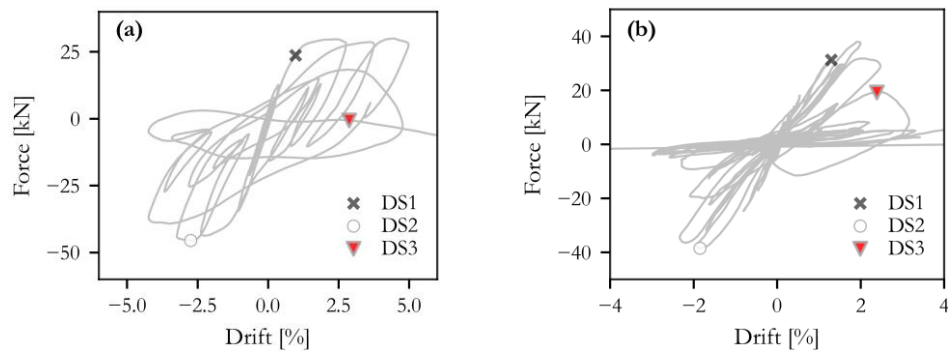 (a)
Force [kN]
25
0
−25
−50
−5.0 −2.5 0.0 2.5 5.0
Drift [%]
DS1
DS2
DS3
(b)
Force [kN]
40
20
0
−20
−40
−4 −2 0 2 4
Drift [%]
DS1
DS2
DS3